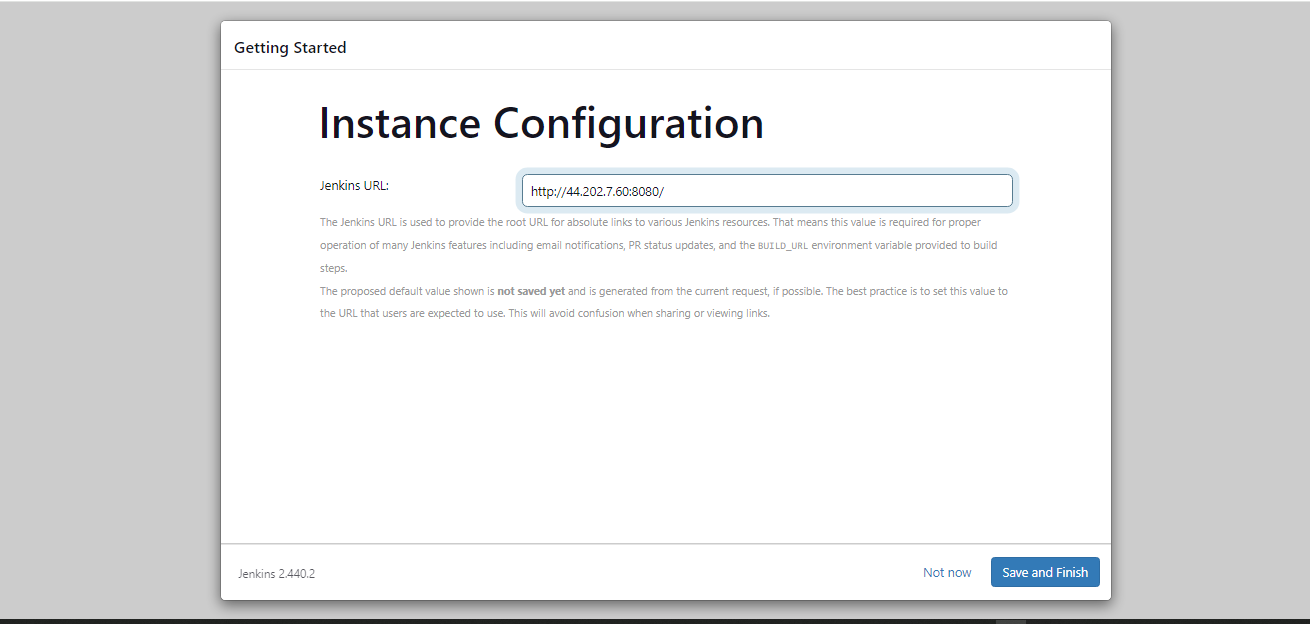 Getting Started
Instance Configuration
Jenkins URL:
http://44.202.7.60:8080/
The Jenkins URL is used to provide the root URL for absolute links to various Jenkins resources. That means this value is required for proper
operation of many Jenkins features including email notifications, PR status updates, and the BUILD_URL environment variable provided to build
steps.
The proposed default value shown is not saved yet and is generated from the current request, if possible. The best practice is to set this value to
the URL that users are expected to use. This will avoid confusion when sharing or viewing links.
Jenkins 2.440.2
Not now
Save and Finish